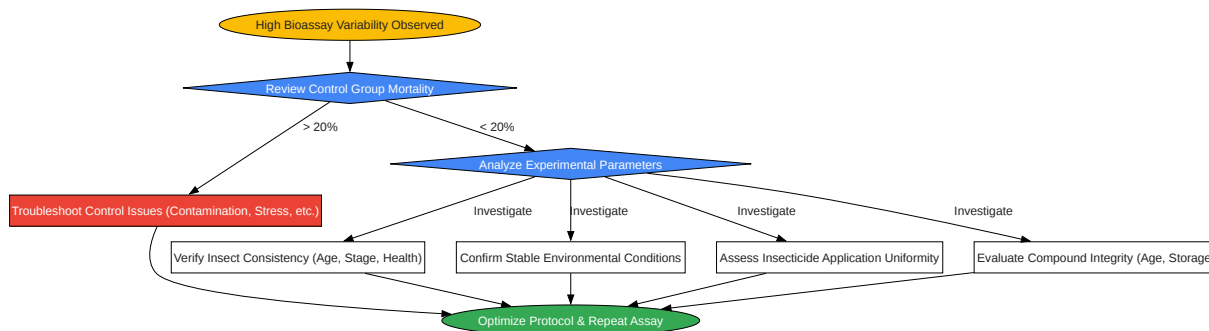 High Bioassay Variability Observed
Review Control Group Mortality
> 20%
< 20%
Analyze Experimental Parameters
Troubleshoot Control Issues (Contamination, Stress, etc.)
Investigate
Investigate
Investigate
Investigate
Verify Insect Consistency (Age, Stage, Health)
Confirm Stable Environmental Conditions
Assess Insecticide Application Uniformity
Evaluate Compound Integrity (Age, Storage
Optimize Protocol & Repeat Assay